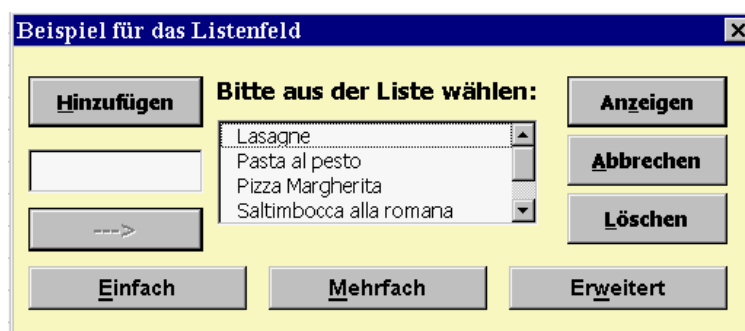 Beispiel für das Listenfeld
Hinzufügen
Bitte aus der Liste wählen:
Anzeigen
Lasagne
Pasta al pesto
Pizza Margherita
Saltimbocca alla romana
Abbrechen
--->
Löschen
Einfach
Mehrfach
Erweitert